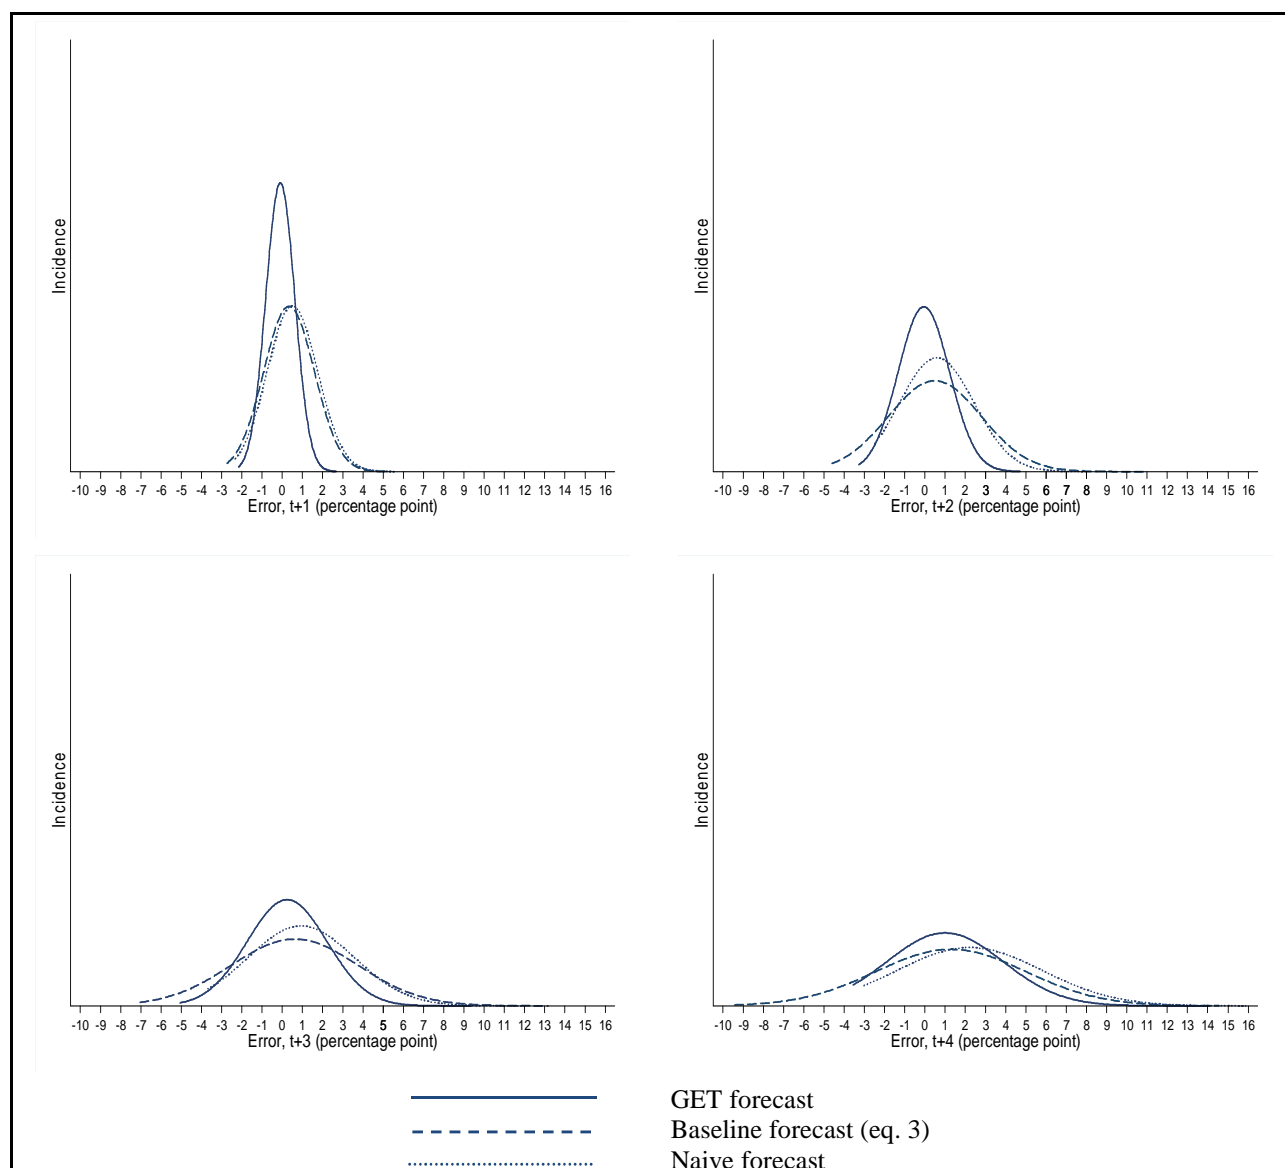 Incidence
-10 -9 -8 -7 -6 -5 -4 -3 -2 -1 0 1 2 3 4 5 6 7 8 9 10 11 12 13 14 15 16
Error, t+1 (percentage point)
Incidence
-10 -9 -8 -7 -6 -5 -4 -3 -2 -1 0 1 2 3 4 5 6 7 8 9 10 11 12 13 14 15 16
Error, t+2 (percentage point)
Incidence
-10 -9 -8 -7 -6 -5 -4 -3 -2 -1 0 1 2 3 4 5 6 7 8 9 10 11 12 13 14 15 16
Error, t+3 (percentage point)
Incidence
-10 -9 -8 -7 -6 -5 -4 -3 -2 -1 0 1 2 3 4 5 6 7 8 9 10 11 12 13 14 15 16
Error, t+4 (percentage point)
GET forecast
Baseline forecast (eq. 3)
Naive forecast